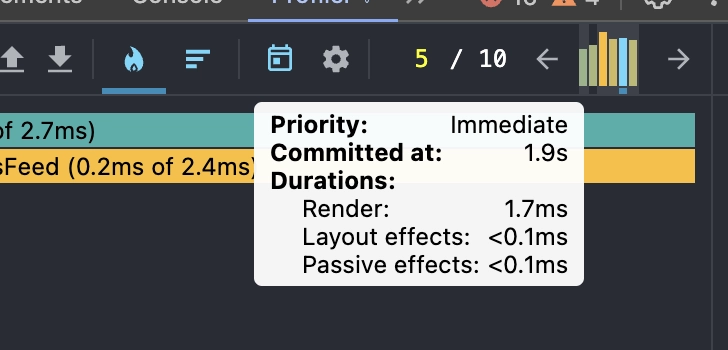 5 / 10
of 2.7ms)
sFeed (0.2ms of 2.4ms)
Priority: Immediate
Committed at: 1.9s
Durations:
Render: 1.7ms
Layout effects: <0.1ms
Passive effects: <0.1ms